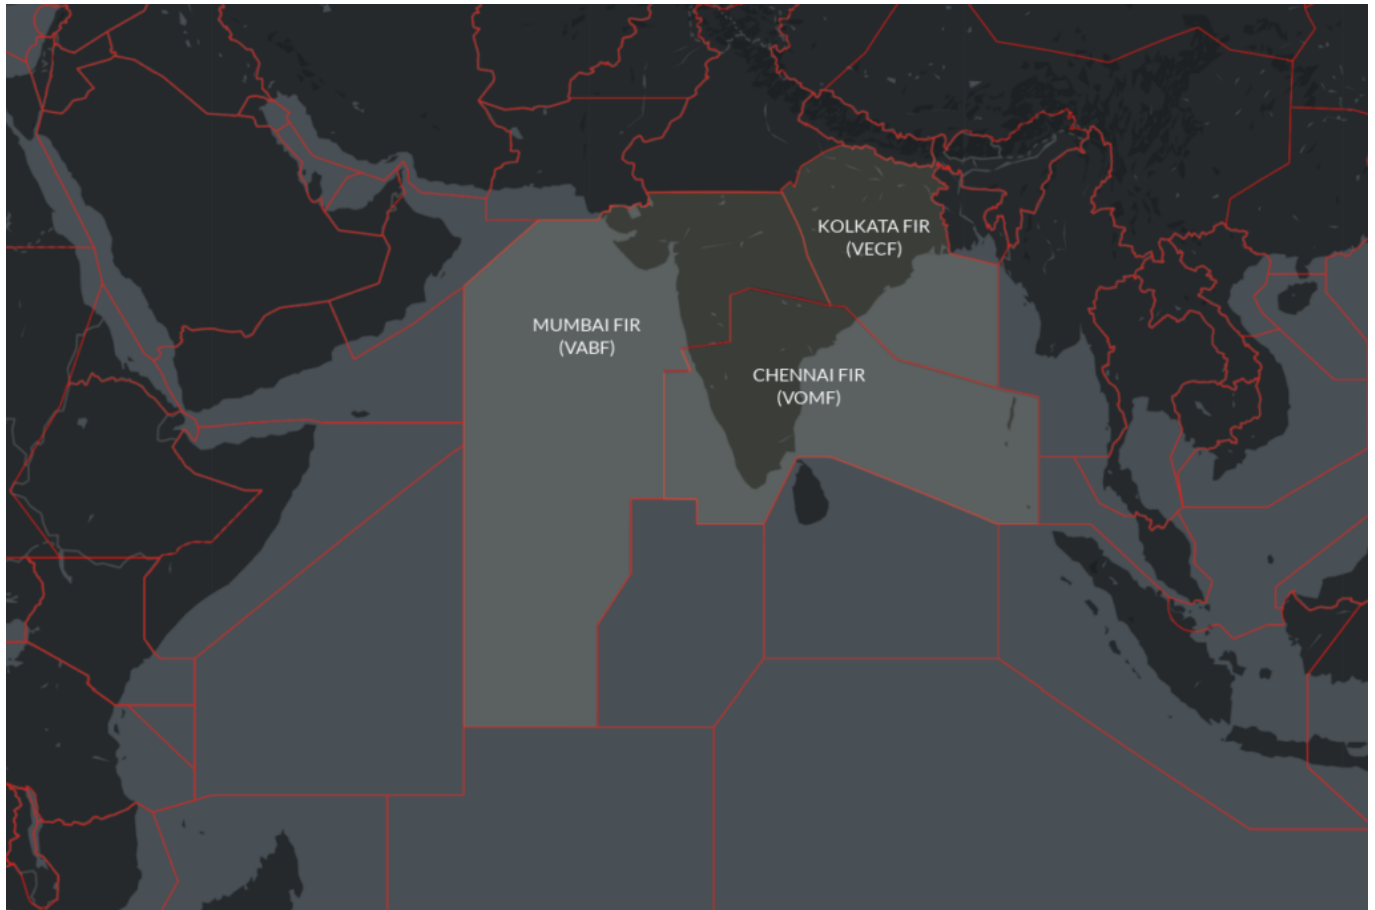 KOLKATA FIR
(VECF)
MUMBAI FIR
(VABF)
CHENNAI FIR
(VOMF)